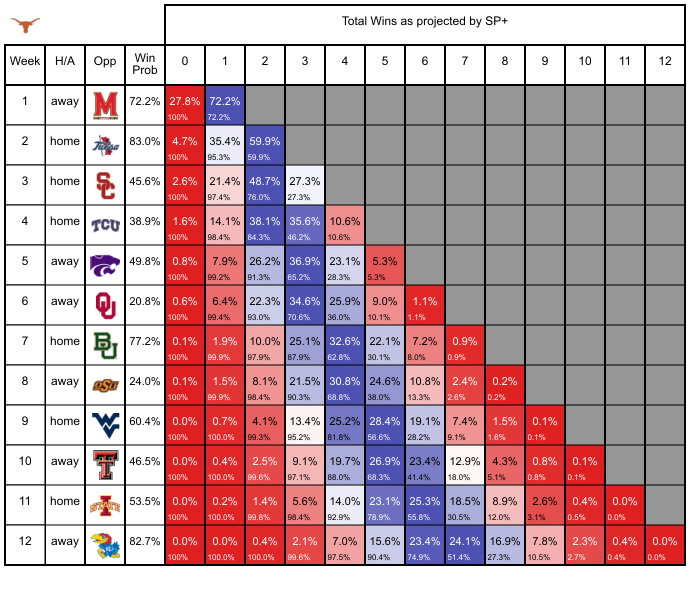 Total Wins as projected by SP+
Week H/A Opp Win Prob 0 1 2 3 4 5 6 7 8 9 10 11 12
1 away M 72.2% 27.8% 72.2%
100% 72.2%
2 home Tulsa 83.0% 4.7% 35.4% 59.9%
100% 95.3% 59.9%
3 home SC 45.6% 2.6% 21.4% 48.7% 27.3%
100% 97.4% 76.0% 27.3%
4 home TCU 38.9% 1.6% 14.1% 38.1% 35.6% 10.6%
100% 98.4% 84.3% 46.2% 10.6%
5 away 49.8% 0.8% 7.9% 26.2% 36.9% 23.1% 5.3%
100% 99.2% 91.3% 65.2% 28.3% 5.3%
6 away OU 20.8% 0.6% 6.4% 22.3% 34.6% 25.9% 9.0% 1.1%
100% 99.4% 93.0% 70.6% 36.0% 10.1% 1.1%
7 home BU 77.2% 0.1% 1.9% 10.0% 25.1% 32.6% 22.1% 7.2% 0.9%
100% 99.9% 97.9% 87.9% 62.8% 30.1% 8.0% 0.9%
8 away OSU 24.0% 0.1% 1.5% 8.1% 21.5% 30.8% 24.6% 10.8% 2.4% 0.2%
100% 99.9% 98.4% 90.3% 68.8% 38.0% 13.3% 2.6% 0.2%
9 home WV 60.4% 0.0% 0.7% 4.1% 13.4% 25.2% 28.4% 19.1% 7.4% 1.5% 0.1%
100% 100.0% 99.3% 95.2% 81.8% 56.6% 28.2% 9.1% 1.6% 0.1%
10 away T 46.5% 0.0% 0.4% 2.5% 9.1% 19.7% 26.9% 23.4% 12.9% 4.3% 0.8% 0.1%
100% 100.0% 99.6% 97.1% 88.0% 68.3% 41.4% 18.0% 5.1% 0.8% 0.1%
11 home I STATE 53.5% 0.0% 0.2% 1.4% 5.6% 14.0% 23.1% 25.3% 18.5% 8.9% 2.6% 0.4% 0.0%
100% 100.0% 99.8% 98.4% 92.9% 78.9% 55.8% 30.5% 12.0% 3.1% 0.5% 0.0%
12 away KU 82.7% 0.0% 0.0% 0.4% 2.1% 7.0% 15.6% 23.4% 24.1% 16.9% 7.8% 2.3% 0.4% 0.0%
100% 100.0% 100.0% 99.6% 97.5% 90.4% 74.9% 51.4% 27.3% 10.5% 2.7% 0.4% 0.0%